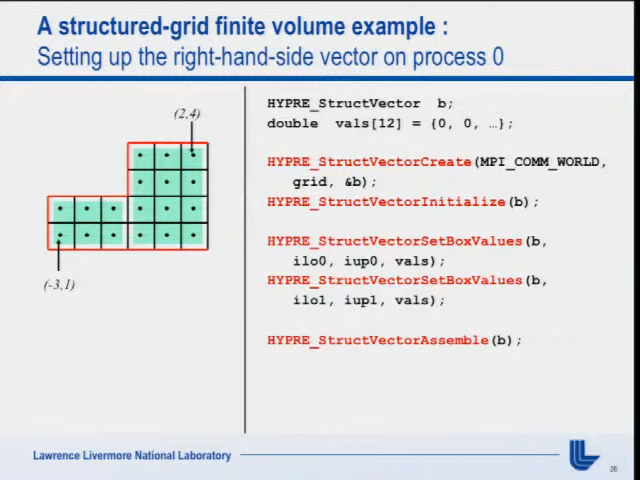 A structured-grid finite volume example :
Setting up the right-hand-side vector on process 0
(2,4)
(-3,1)
HYPRE_StructVector b;
double vals[12] = {0, 0, …};
HYPRE_StructVectorCreate(MPI_COMM_WORLD,
grid, &b);
HYPRE_StructVectorInitialize(b);
HYPRE_StructVectorSetBoxValues(b,
ilo0, iup0, vals);
HYPRE_StructVectorSetBoxValues(b,
ilo1, iup1, vals);
HYPRE_StructVectorAssemble(b);
Lawrence Livermore National Laboratory
26